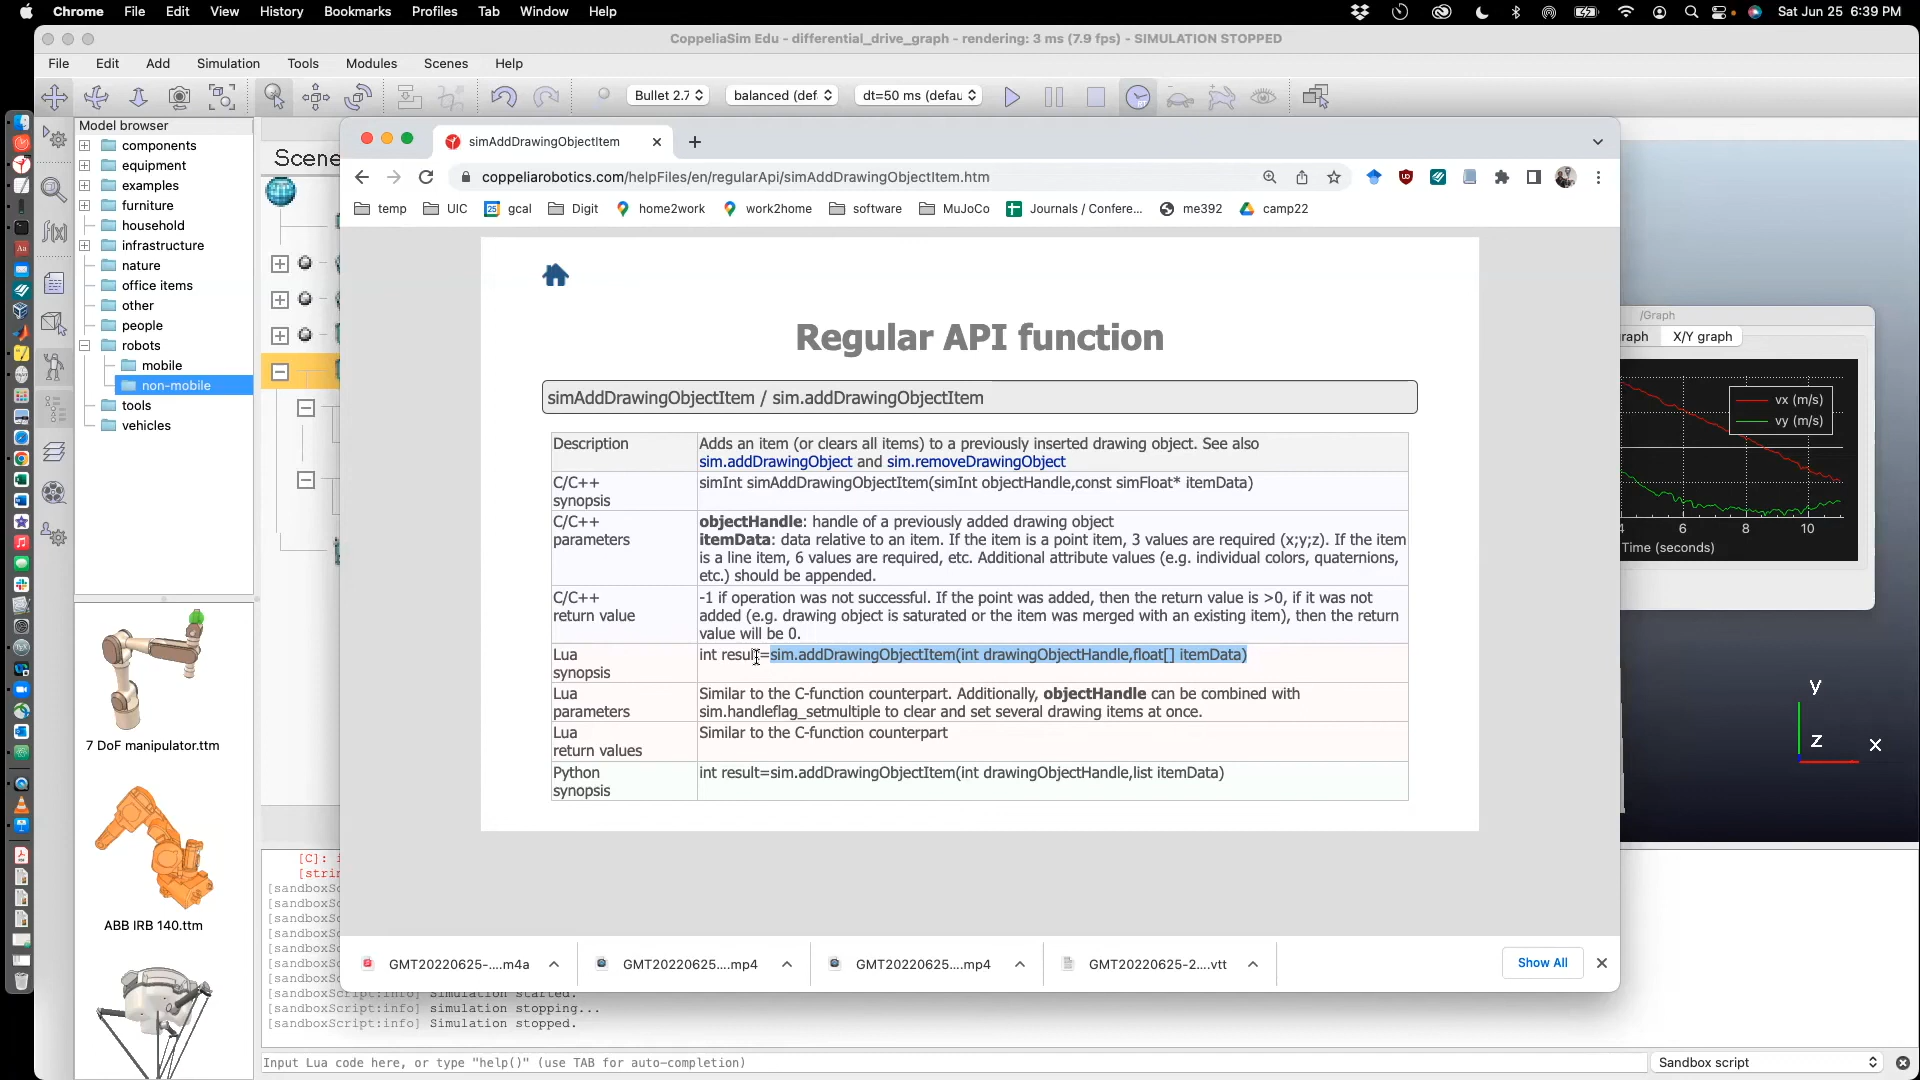 Chrome File Edit View History Bookmarks Profiles Tab Window Help Sat Jun 25 6:39 PM
CoppeliaSim Edu - differential_drive_graph - rendering: 3 ms (7.9 fps) - SIMULATION STOPPED
File Edit Add Simulation Tools Modules Scenes Help
Bullet 2.7 balanced (def dt=50 ms (defau
Model browser
components
equipment
examples
furniture
household
infrastructure
nature
office items
other
people
robots
mobile
non-mobile
tools
vehicles
7 DoF manipulator.ttm
ABB IRB 140.ttm
Scene
simAddDrawingObjectItem
coppeliarobotics.com/helpFiles/en/regularApi/simAddDrawingObjectItem.htm
temp UIC gcal Digit home2work work2home software MuJoCo Journals / Confere... me392 camp22
Regular API function
simAddDrawingObjectItem / sim.addDrawingObjectItem
Description
Adds an item (or clears all items) to a previously inserted drawing object. See also
sim.addDrawingObject and sim.removeDrawingObject
C/C++
synopsis
simInt simAddDrawingObjectItem(simInt objectHandle,const simFloat* itemData)
C/C++
parameters
objectHandle: handle of a previously added drawing object
itemData: data relative to an item. If the item is a point item, 3 values are required (x;y;z). If the item
is a line item, 6 values are required, etc. Additional attribute values (e.g. individual colors, quaternions,
etc.) should be appended.
C/C++
return value
-1 if operation was not successful. If the point was added, then the return value is >0, if it was not
added (e.g. drawing object is saturated or the item was merged with an existing item), then the return
value will be 0.
Lua
synopsis
int result=sim.addDrawingObjectItem(int drawingObjectHandle,float[] itemData)
Lua
parameters
Similar to the C-function counterpart. Additionally, objectHandle can be combined with
sim.handleflag_setmultiple to clear and set several drawing items at once.
Lua
return values
Similar to the C-function counterpart
Python
synopsis
int result=sim.addDrawingObjectItem(int drawingObjectHandle,list itemData)
GMT20220625-....m4a GMT20220625....mp4 GMT20220625....mp4 GMT20220625-2....vtt Show All
/Graph
raph X/Y graph
vx (m/s)
vy (m/s)
4 6 8 10
Time (seconds)
y
z x
[C]: i
[strin
[sandboxSc
[sandboxSc
[sandboxSc
[sandboxSc
[sandboxSc
[sandboxSc
[sandboxSc
[sandboxScript:info] Simulation started.
[sandboxScript:info] simulation stopping...
[sandboxScript:info] Simulation stopped.
Input Lua code here, or type "help()" (use TAB for auto-completion) Sandbox script